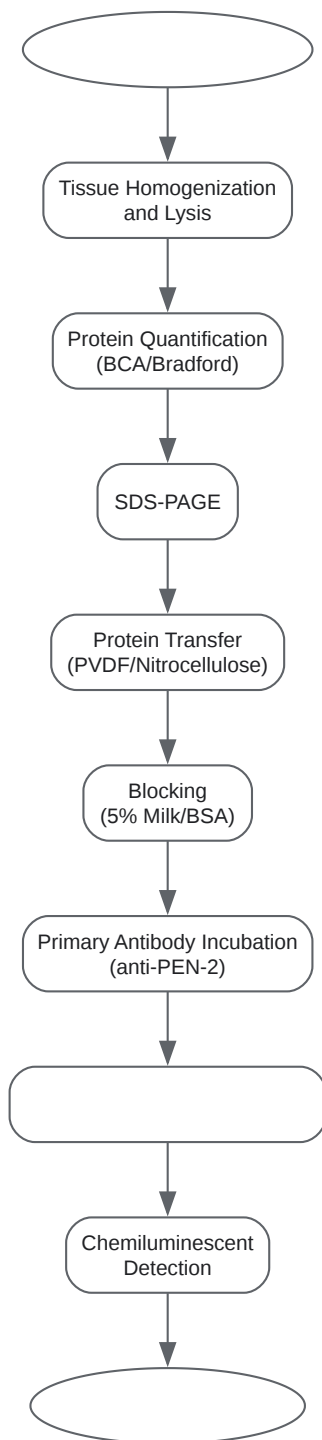 Tissue Homogenization
and Lysis
Protein Quantification
(BCA/Bradford)
SDS-PAGE
Protein Transfer
(PVDF/Nitrocellulose)
Blocking
(5% Milk/BSA)
Primary Antibody Incubation
(anti-PEN-2)
Chemiluminescent
Detection